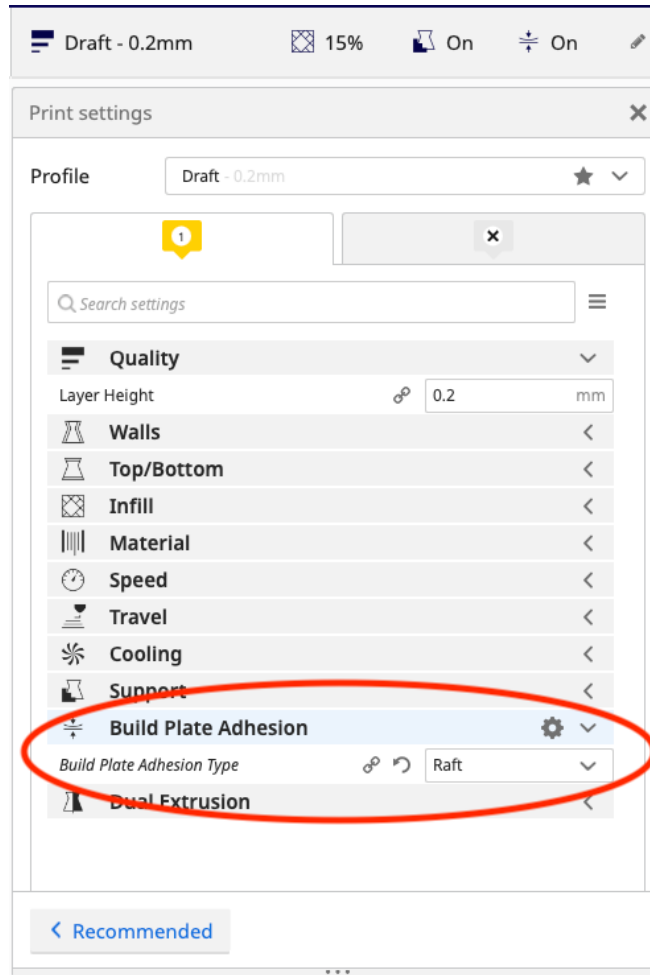 Draft - 0.2mm 15% On On
Print settings
Profile Draft - 0.2mm
1
Search settings
Quality
Layer Height 0.2 mm
Walls
Top/Bottom
Infill
Material
Speed
Travel
Cooling
Support
Build Plate Adhesion
Build Plate Adhesion Type Raft
Dual Extrusion
Recommended